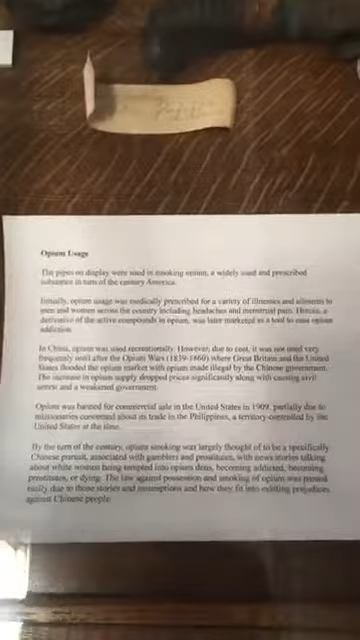 Opium Usage
The pipes on display were used in smoking opium, a widely used and prescribed
substance in turn of the century America.
Initially, opium usage was medically prescribed for a variety of illnesses and ailments to
men and women across the country including headaches and menstrual pain. Heroin, a
derivative of the active compounds in opium, was later marketed as a tool to ease opium
addiction.
In China, opium was used recreationally. However, due to cost, it was not used very
frequently until after the Opium Wars (1839-1860) where Great Britain and the United
States flooded the opium market with opium made illegal by the Chinese government.
The increase in opium supply dropped prices significantly along with causing civil
unrest and a weakened government.
Opium was banned for commercial sale in the United States in 1909, partially due to
missionaries concerned about its trade in the Philippines, a territory controlled by the
United States at the time.
By the turn of the century, opium smoking was largely thought of to be a specifically
Chinese pursuit, associated with gamblers and prostitutes, with news stories talking
about white women being tempted into opium dens, becoming addicted, becoming
prostitutes, or dying. The law against possession and smoking of opium was passed
really due to those stories and assumptions and how they fit into existing prejudices
against Chinese people.